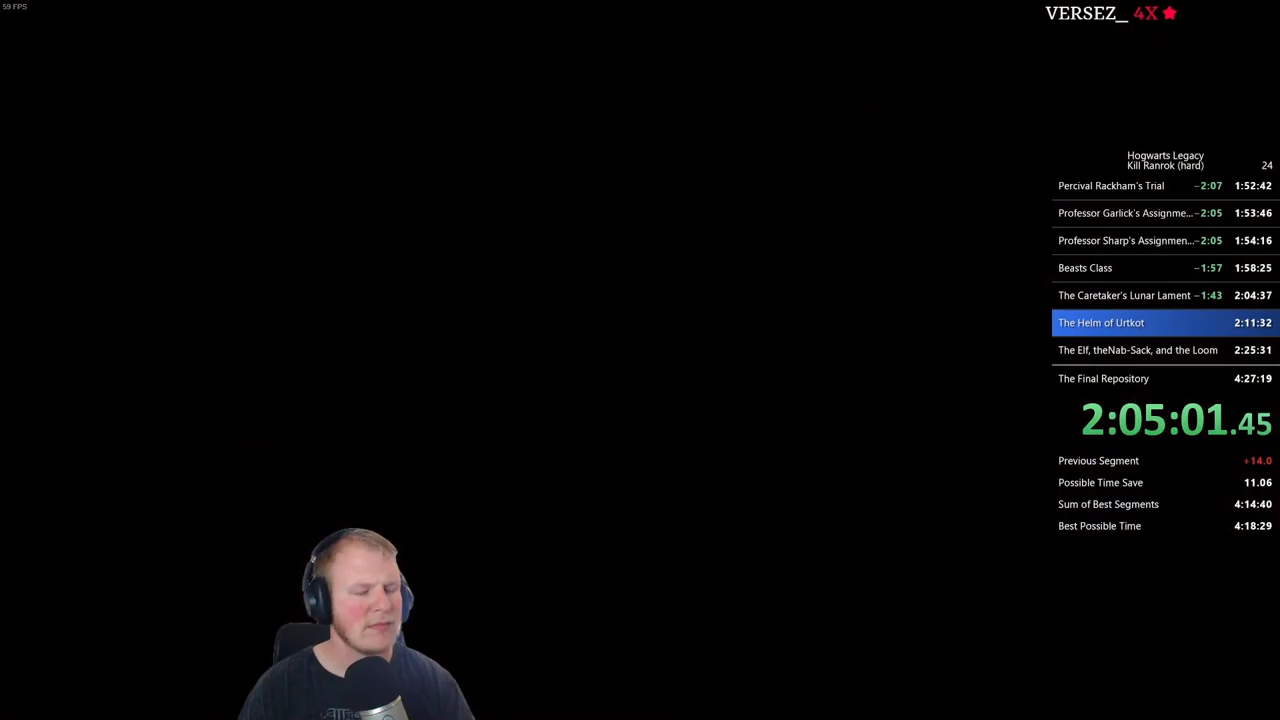 59 FPS
VERSEZ_ 4X
Hogwarts Legacy
Kill Ranrok (hard) 24
Percival Rackham's Trial −2:07 1:52:42
Professor Garlick's Assignme... −2:05 1:53:46
Professor Sharp's Assignmen... −2:05 1:54:16
Beasts Class −1:57 1:58:25
The Caretaker's Lunar Lament −1:43 2:04:37
The Helm of Urtkot 2:11:32
The Elf, theNab-Sack, and the Loom 2:25:31
The Final Repository 4:27:19
2:05:01.45
Previous Segment +14.0
Possible Time Save 11.06
Sum of Best Segments 4:14:40
Best Possible Time 4:18:29